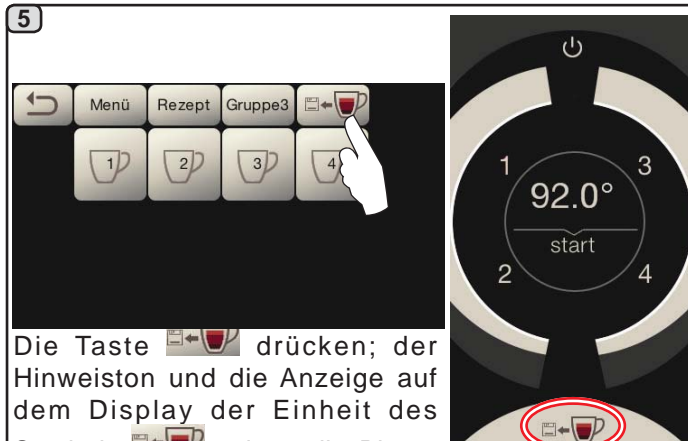 5
Menü Rezept Gruppe3
1 2 3 4
1 3
92.0°
start
2 4
Die Taste drücken; der
Hinweiston und die Anzeige auf
dem Display der Einheit des